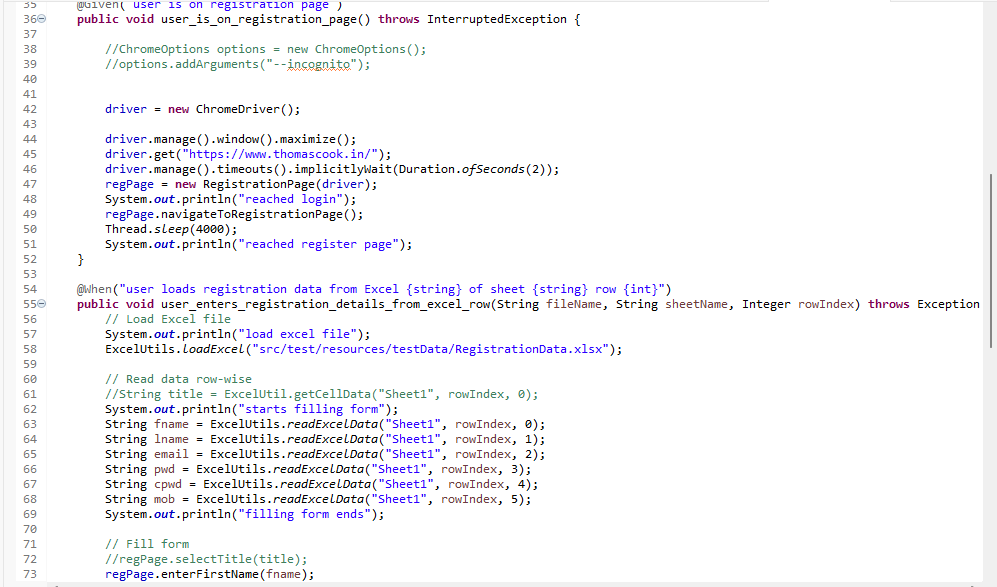 35 @Given("user is on registration page")
36 public void user_is_on_registration_page() throws InterruptedException {
37
38 //ChromeOptions options = new ChromeOptions();
39 //options.addArguments("--incognito");
40
41
42 driver = new ChromeDriver();
43
44 driver.manage().window().maximize();
45 driver.get("https://www.thomascook.in/");
46 driver.manage().timeouts().implicitlyWait(Duration.ofSeconds(2));
47 regPage = new RegistrationPage(driver);
48 System.out.println("reached login");
49 regPage.navigateToRegistrationPage();
50 Thread.sleep(4000);
51 System.out.println("reached register page");
52 }
53
54 @When("user loads registration data from Excel {string} of sheet {string} row {int}")
55 public void user_enters_registration_details_from_excel_row(String fileName, String sheetName, Integer rowIndex) throws Exception
56 // Load Excel file
57 System.out.println("load excel file");
58 ExcelUtils.loadExcel("src/test/resources/testData/RegistrationData.xlsx");
59
60 // Read data row-wise
61 //String title = ExcelUtil.getCellData("Sheet1", rowIndex, 0);
62 System.out.println("starts filling form");
63 String fname = ExcelUtils.readExcelData("Sheet1", rowIndex, 0);
64 String lname = ExcelUtils.readExcelData("Sheet1", rowIndex, 1);
65 String email = ExcelUtils.readExcelData("Sheet1", rowIndex, 2);
66 String pwd = ExcelUtils.readExcelData("Sheet1", rowIndex, 3);
67 String cpwd = ExcelUtils.readExcelData("Sheet1", rowIndex, 4);
68 String mob = ExcelUtils.readExcelData("Sheet1", rowIndex, 5);
69 System.out.println("filling form ends");
70
71 // Fill form
72 //regPage.selectTitle(title);
73 regPage.enterFirstName(fname);